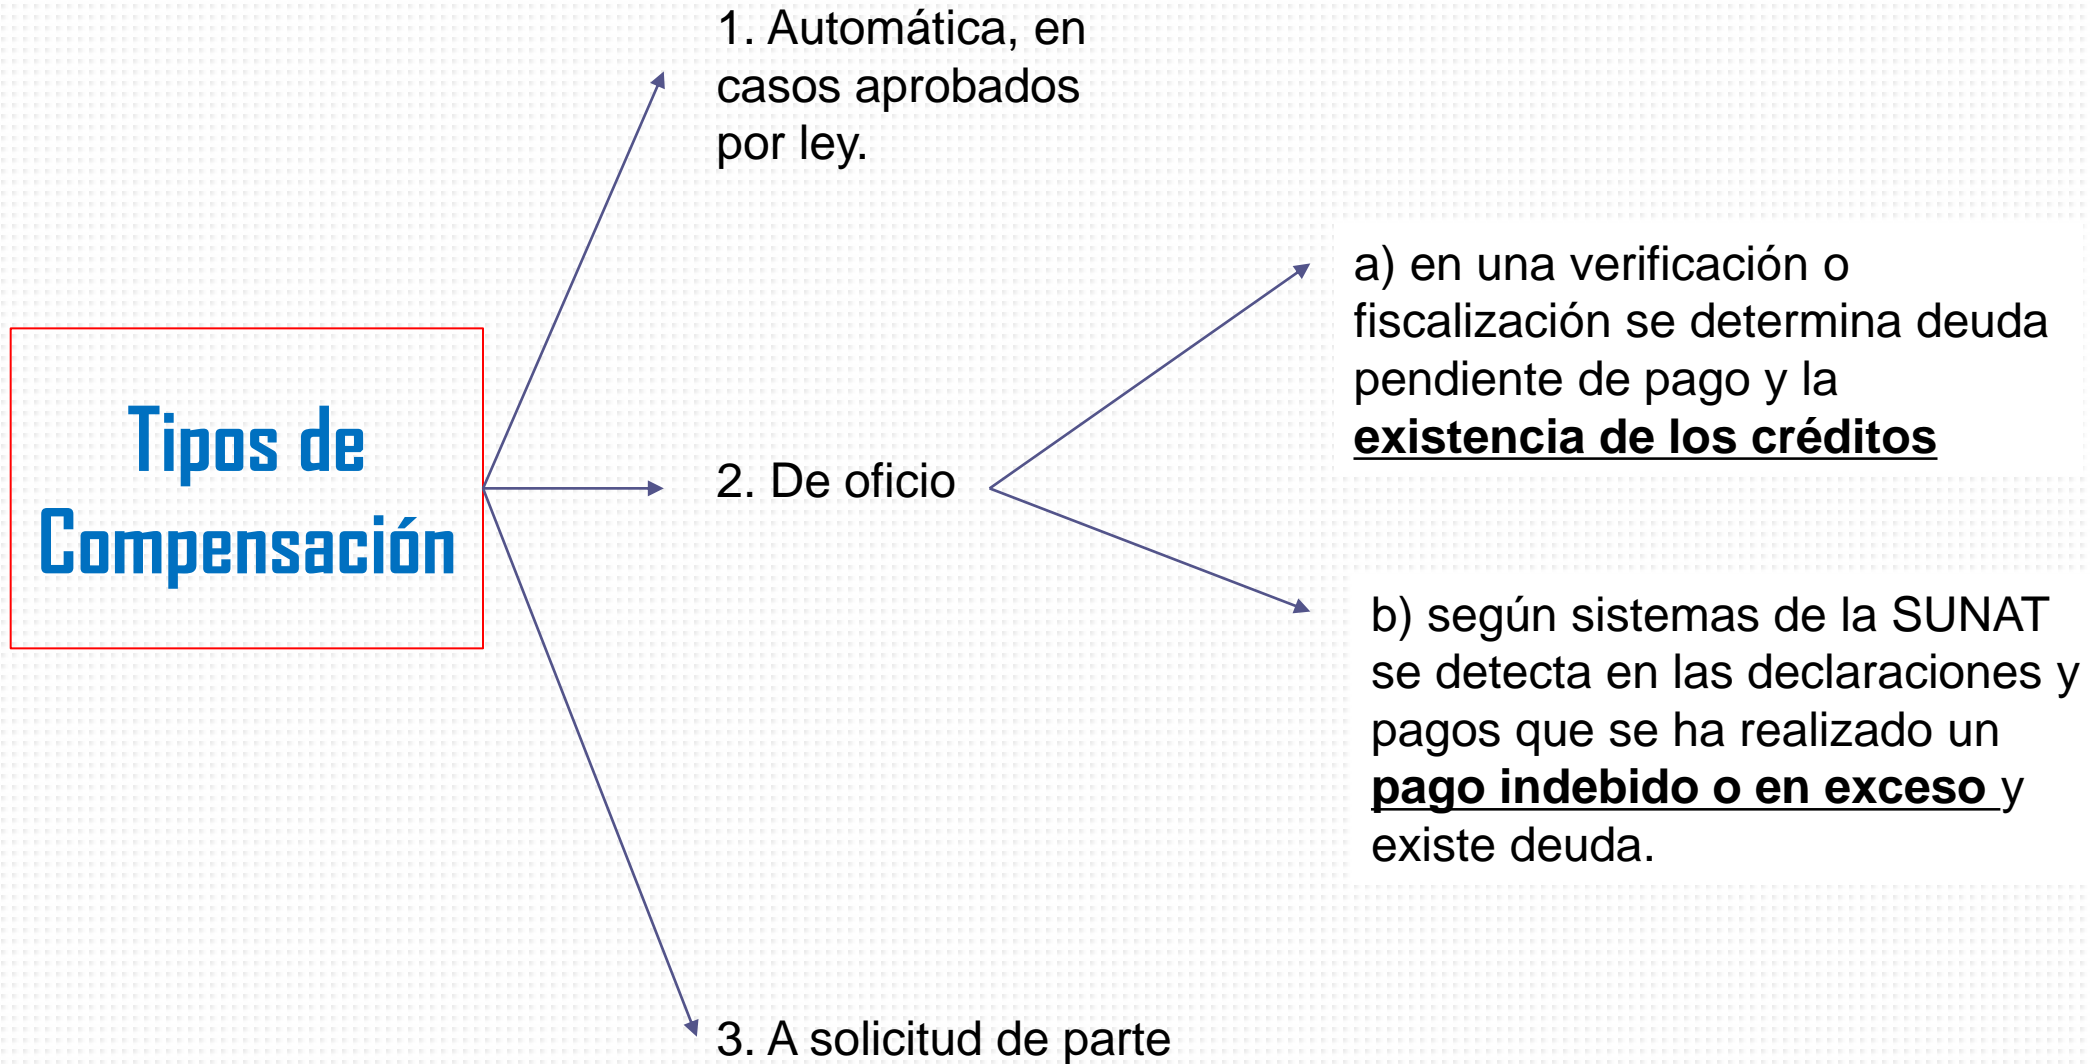 Tipos de
Compensación
1. Automática, en
casos aprobados
por ley.
2. De oficio
a) en una verificación o
fiscalización se determina deuda
pendiente de pago y la
existencia de los créditos
b) según sistemas de la SUNAT
se detecta en las declaraciones y
pagos que se ha realizado un
pago indebido o en exceso y
existe deuda.
3. A solicitud de parte